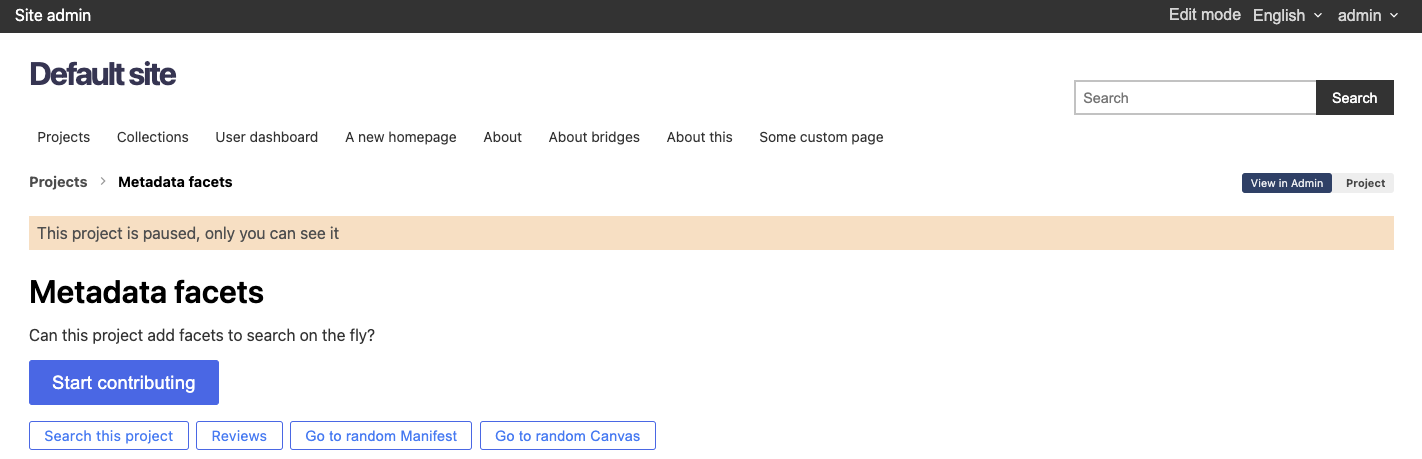 Site admin Edit mode English admin
Default site
Search Search
Projects Collections User dashboard A new homepage About About bridges About this Some custom page
Projects > Metadata facets View in Admin Project
This project is paused, only you can see it
Metadata facets
Can this project add facets to search on the fly?
Start contributing
Search this project Reviews Go to random Manifest Go to random Canvas